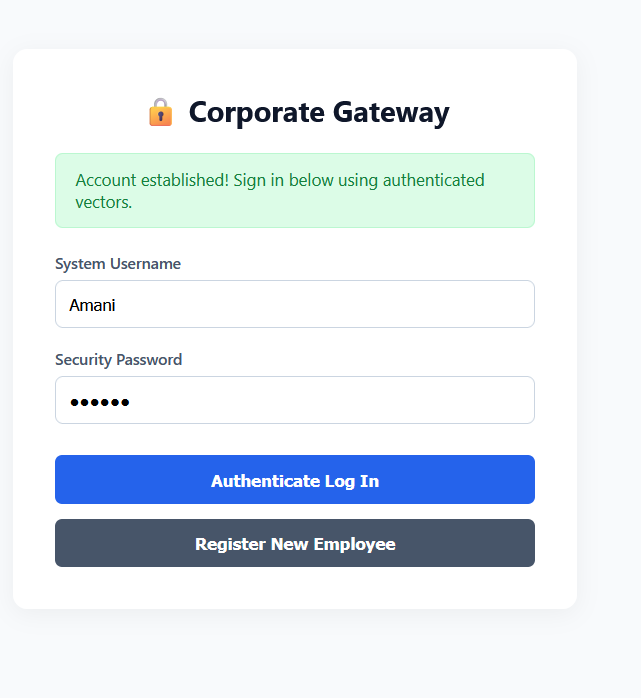 Corporate Gateway
Account established! Sign in below using authenticated
vectors.
System Username
Amani
Security Password
••••••
Authenticate Log In
Register New Employee